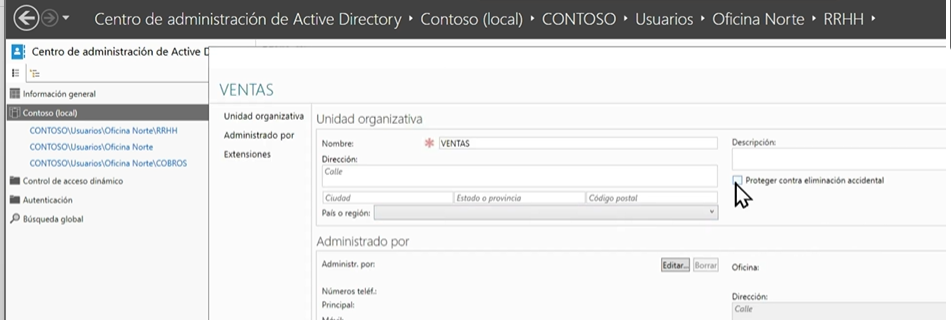 Centro de administración de Active Directory • Contoso (local) • CONTOSO • Usuarios • Oficina Norte • RRHH •
Centro de administración de Active D
Información general
Contoso (local)
CONTOSO\Usuarios\Oficina Norte\RRHH
CONTOSO\Usuarios\Oficina Norte
CONTOSO\Usuarios\Oficina Norte\COBROS
Control de acceso dinámico
Autenticación
Búsqueda global
VENTAS
Unidad organizativa
Administrado por
Extensiones
Unidad organizativa
Nombre: * VENTAS
Dirección:
Calle
Ciudad Estado o provincia Código postal
País o región:
Descripción:
Proteger contra eliminación accidental
Administrado por
Administr. por: Editar... Borrar
Números teléf.:
Principal:
Oficina:
Dirección:
Calle